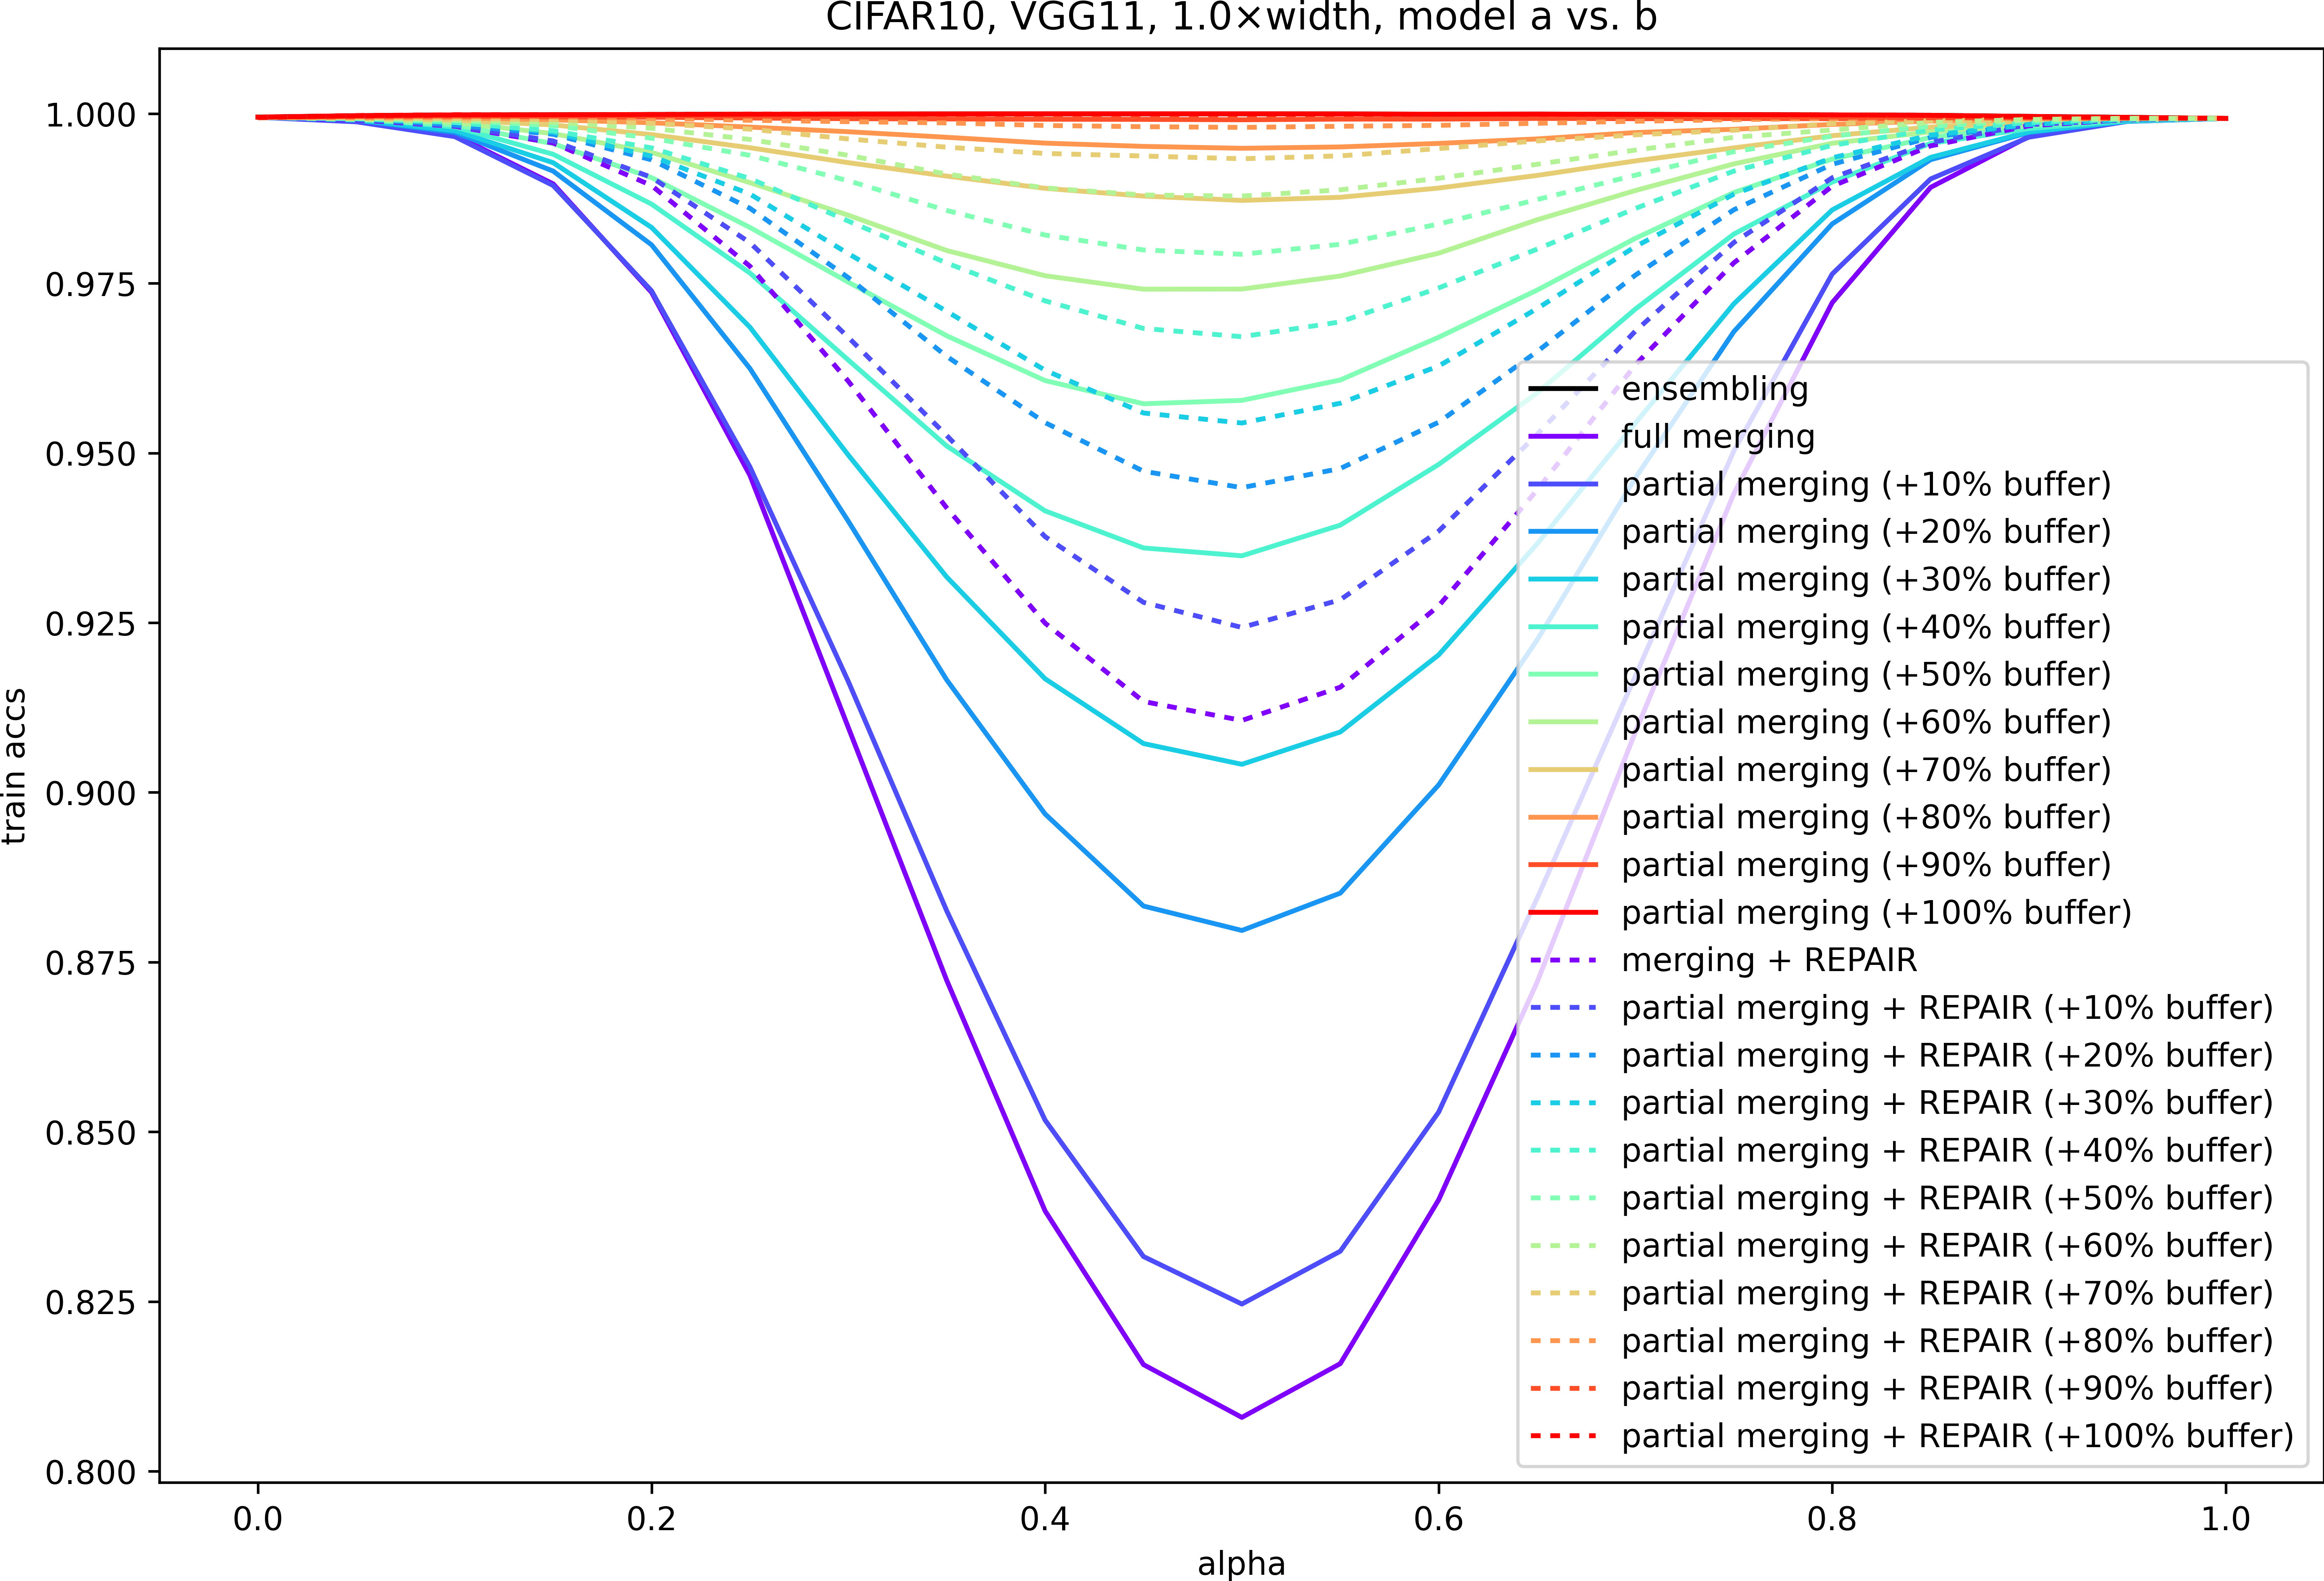 CIFAR10, VGG11, 1.0×width, model a vs. b
train accs
1.000
0.975
0.950
0.925
0.900
0.875
0.850
0.825
0.800
ensembling
full merging
partial merging (+10% buffer)
partial merging (+20% buffer)
partial merging (+30% buffer)
partial merging (+40% buffer)
partial merging (+50% buffer)
partial merging (+60% buffer)
partial merging (+70% buffer)
partial merging (+80% buffer)
partial merging (+90% buffer)
partial merging (+100% buffer)
merging + REPAIR
partial merging + REPAIR (+10% buffer)
partial merging + REPAIR (+20% buffer)
partial merging + REPAIR (+30% buffer)
partial merging + REPAIR (+40% buffer)
partial merging + REPAIR (+50% buffer)
partial merging + REPAIR (+60% buffer)
partial merging + REPAIR (+70% buffer)
partial merging + REPAIR (+80% buffer)
partial merging + REPAIR (+90% buffer)
partial merging + REPAIR (+100% buffer)
0.0 0.2 0.4 0.6 0.8 1.0
alpha